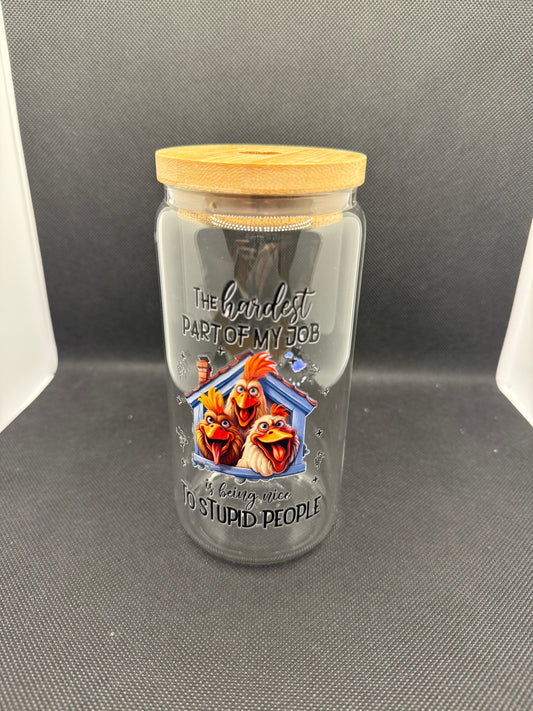 THE hardest
PART OF MY JOB
is being nice
TO STUPID PEOPLE